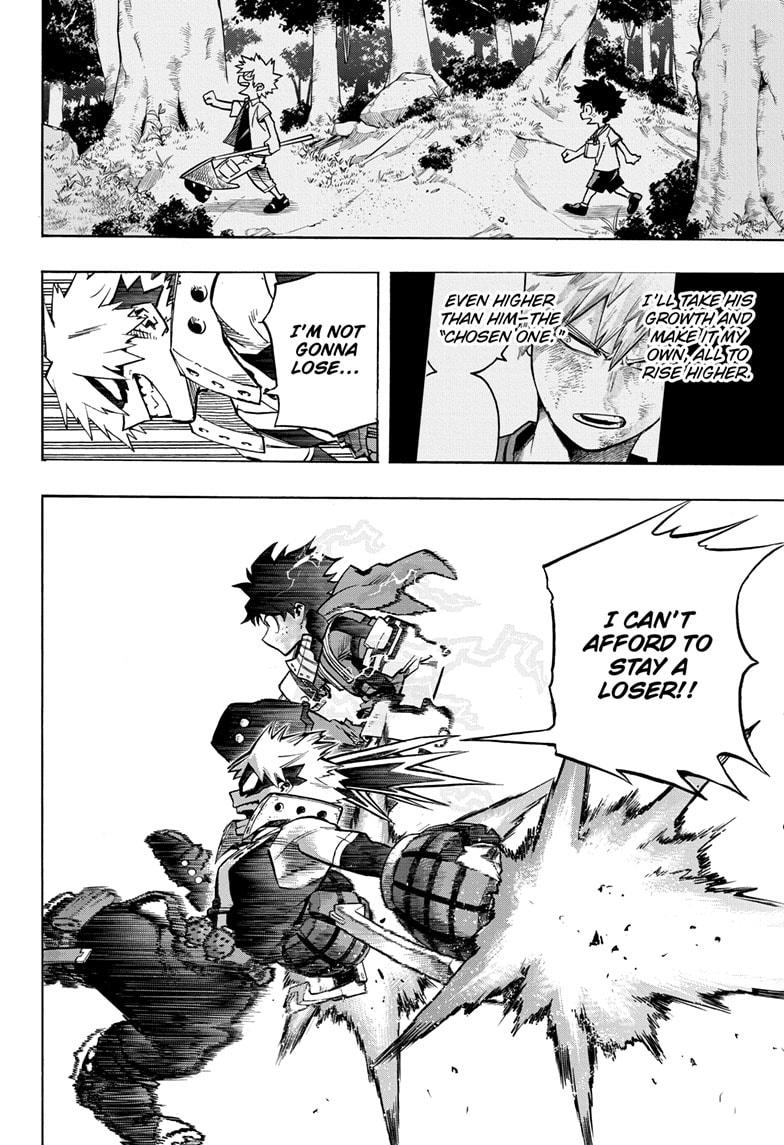 I'LL TAKE HIS
GROWTH AND
MAKE IT MY
OWN, ALL TO
RISE HIGHER.
EVEN HIGHER
THAN HIM—THE
"CHOSEN ONE."
I'M NOT
GONNA
LOSE...
I CAN'T
AFFORD TO
STAY A
LOSER!!